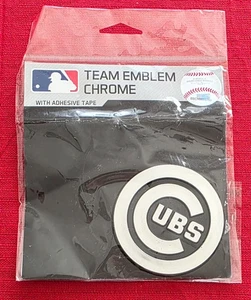 TEAM EMBLEM
CHROME
WITH ADHESIVE TAPE
CUBS